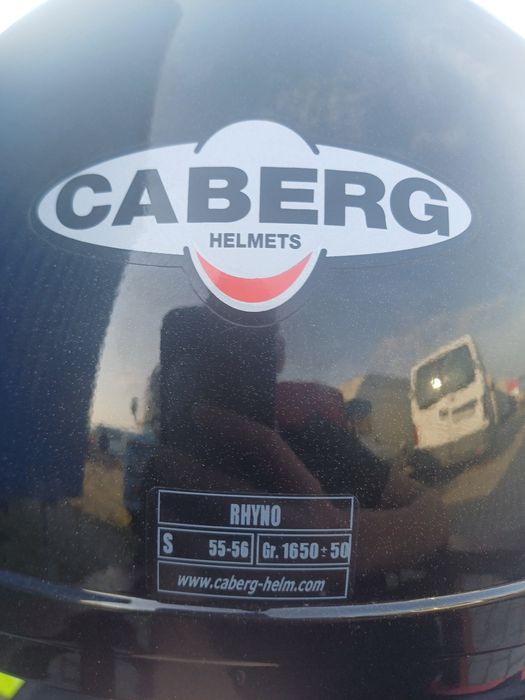 CABERG
HELMETS
RHYNO
S 55-56 Gr. 1650 ± 50
www.caberg-helm.com